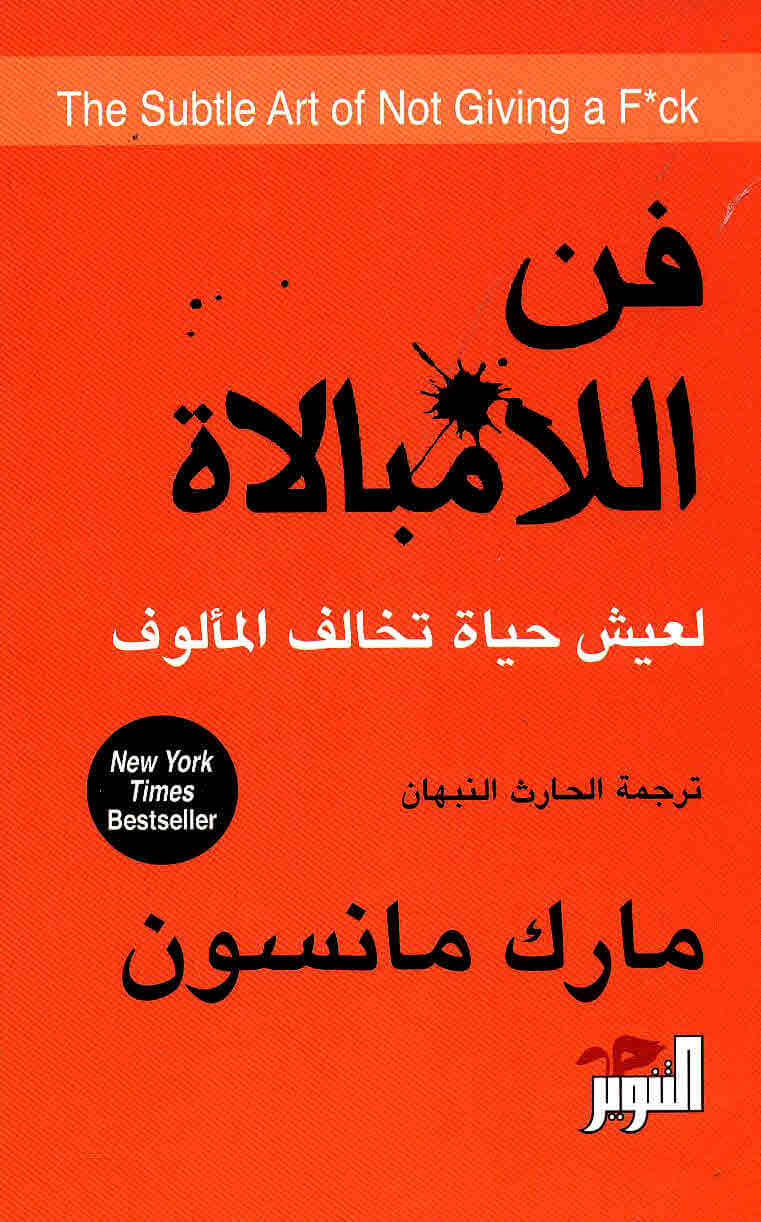 The Subtle Art of Not Giving a F*ck
فن
اللامبالاة
لعيش حياة تخالف المألوف
ترجمة الحارث النبهان
New York
Times
Bestseller
مارك مانسون
التنوير